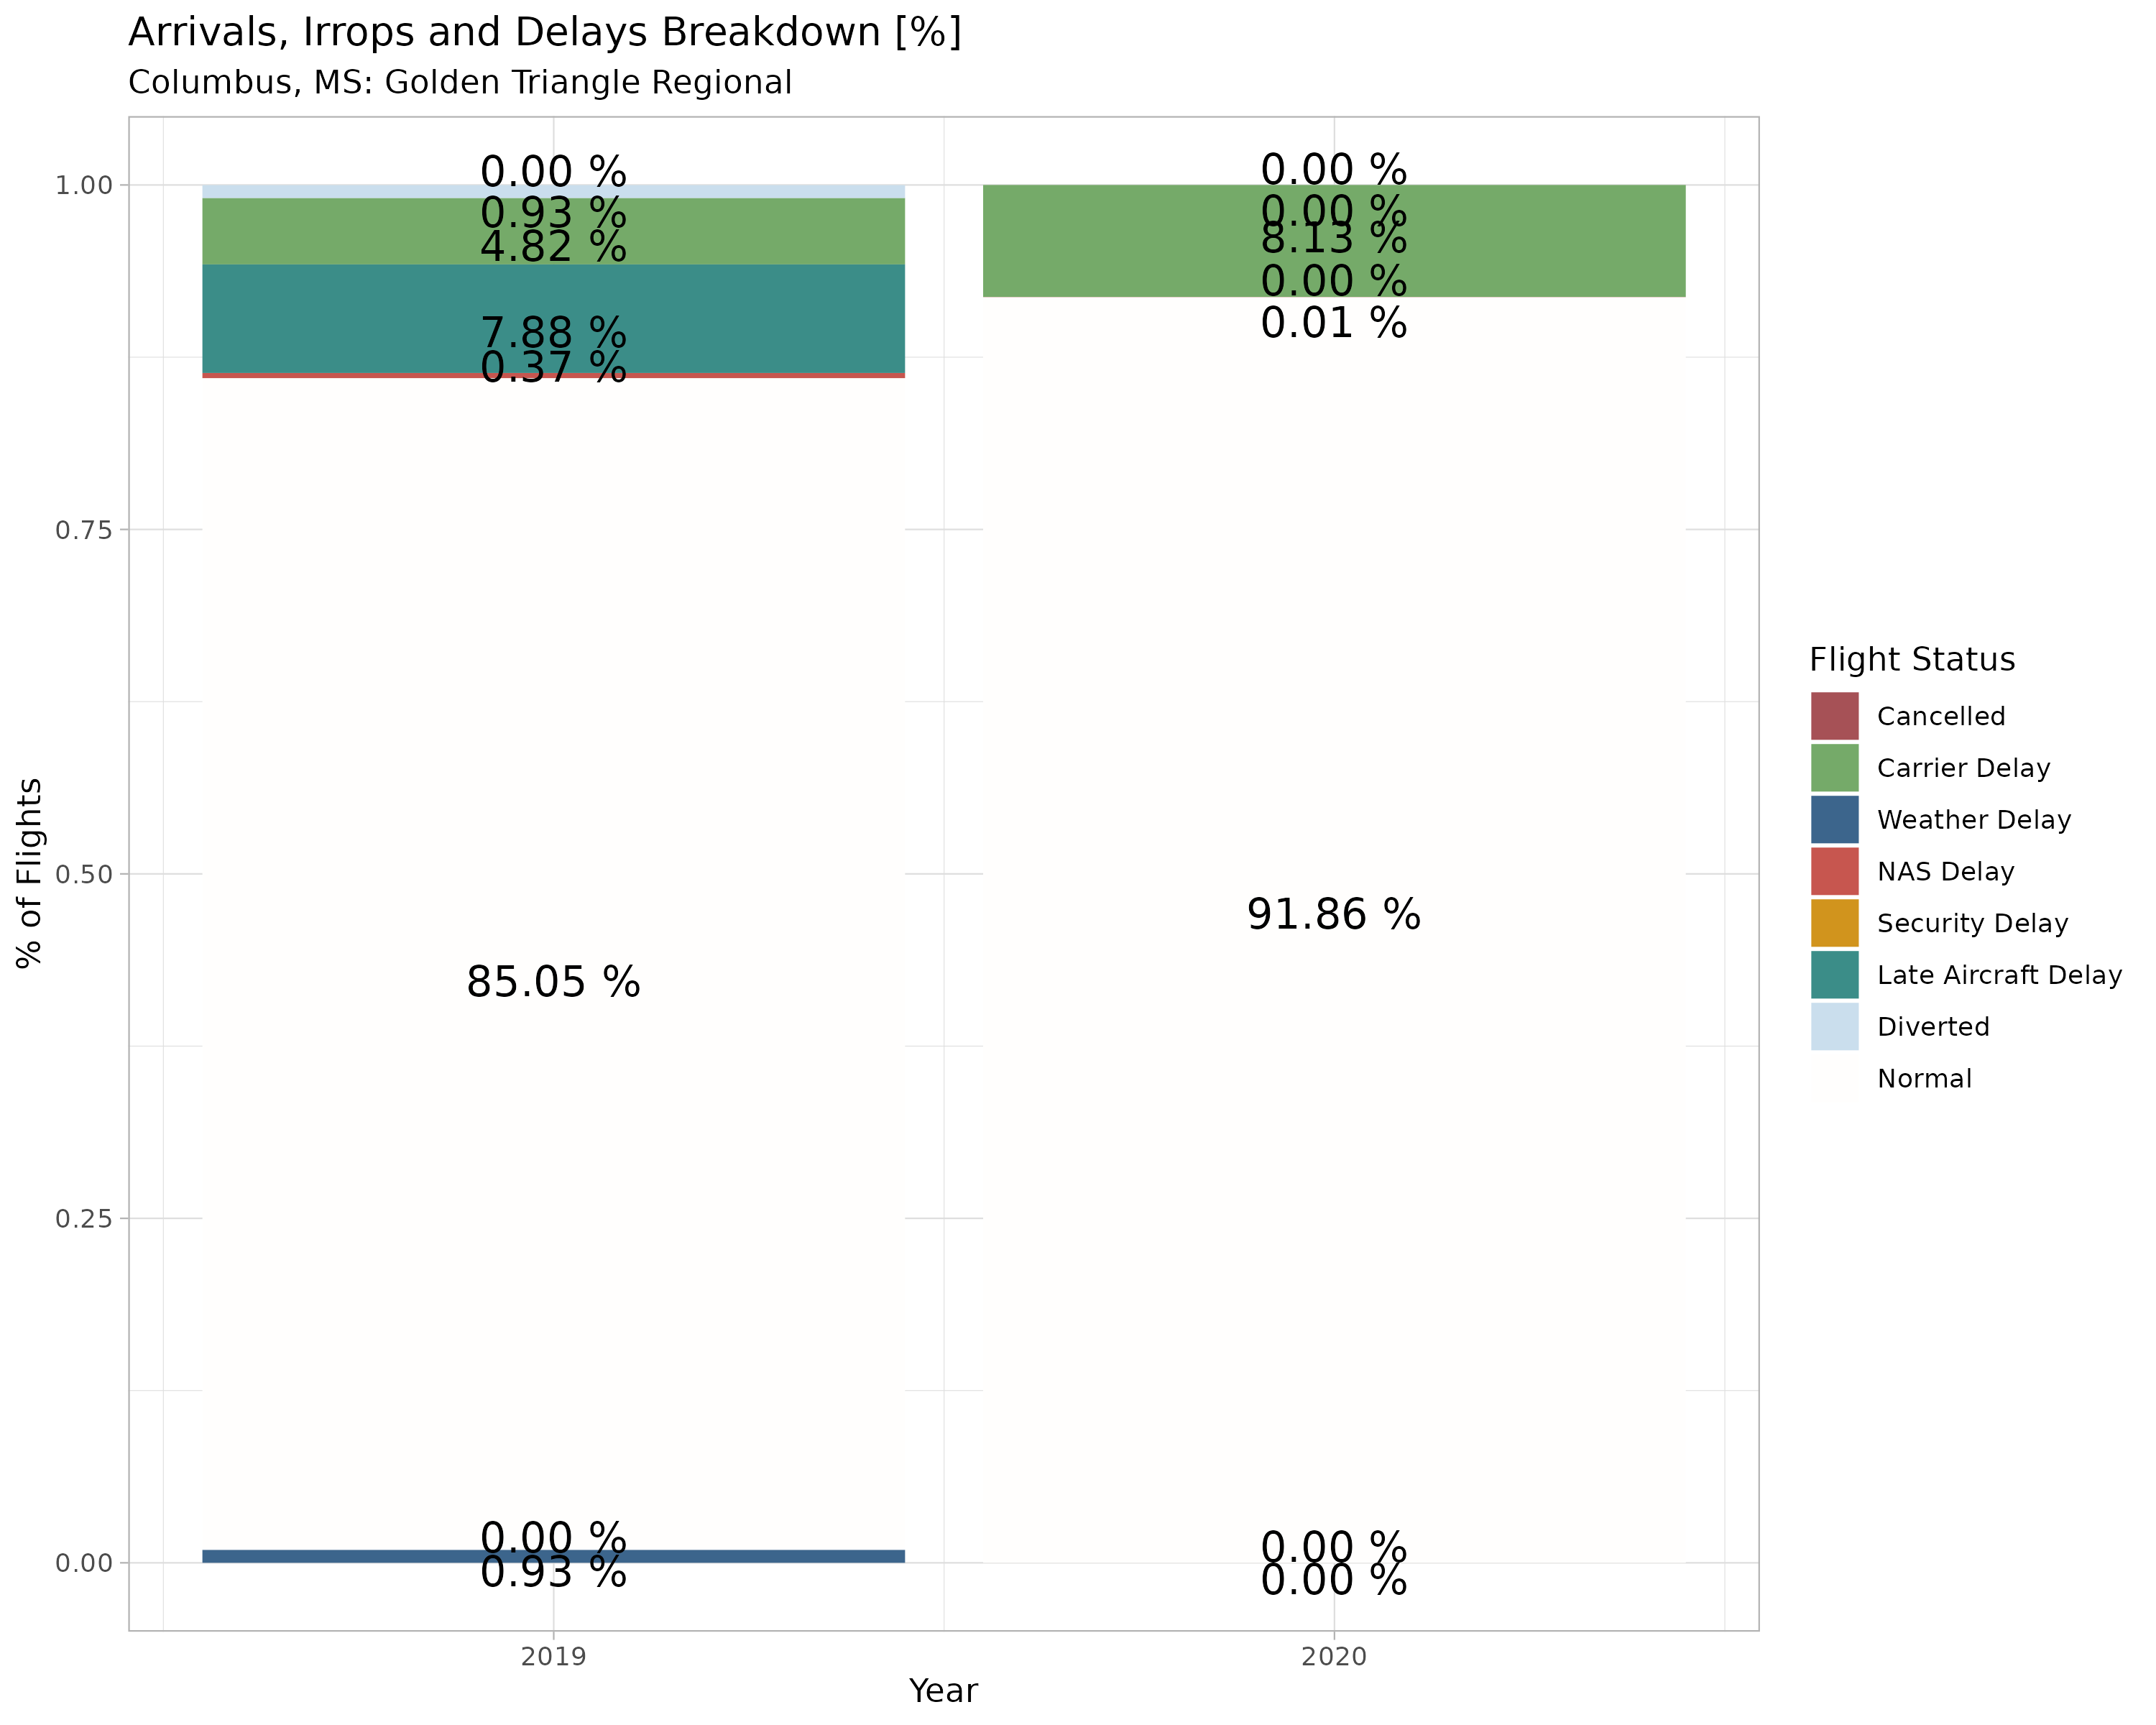 Arrivals, Irrops and Delays Breakdown [%]
Columbus, MS: Golden Triangle Regional
% of Flights
1.00
0.75
0.50
0.25
0.00
0.00 %
0.93 %
4.82 %
7.88 %
0.37 %
85.05 %
0.00 %
0.93 %
0.00 %
0.00 %
8.13 %
0.00 %
0.01 %
91.86 %
0.00 %
0.00 %
2019
2020
Year
Flight Status
Cancelled
Carrier Delay
Weather Delay
NAS Delay
Security Delay
Late Aircraft Delay
Diverted
Normal